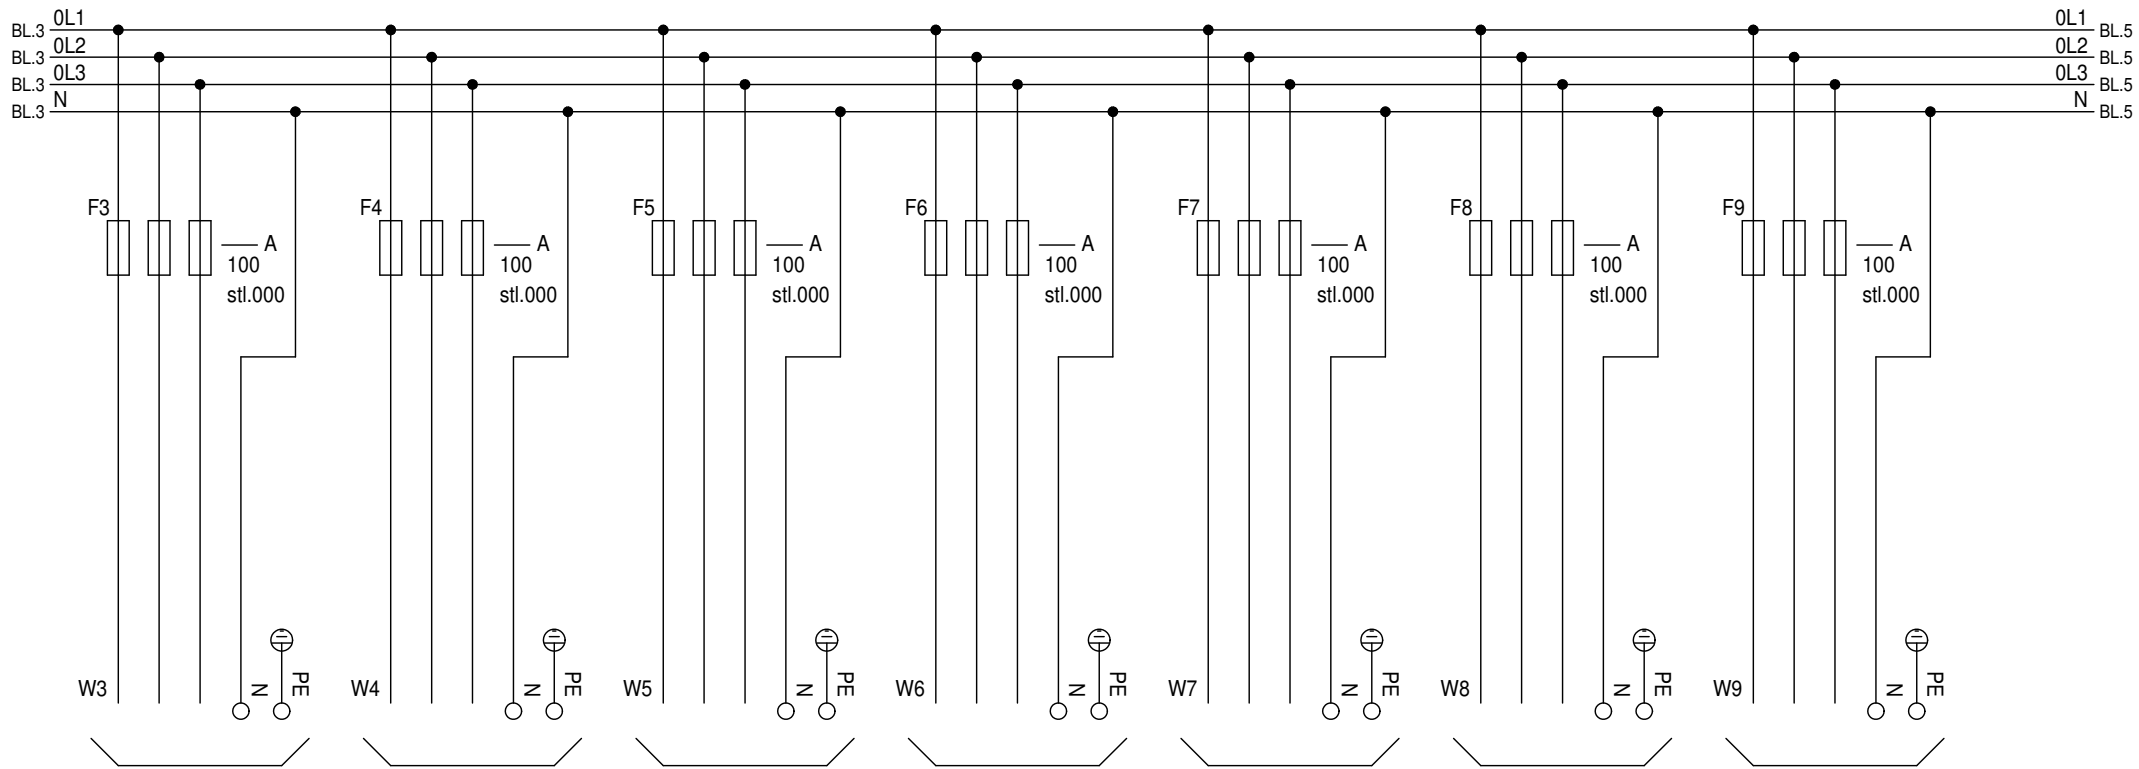 0L1 0L1
BL.3 BL.5
0L2 0L2
BL.3 BL.5
0L3 0L3
BL.3 BL.5
N N
BL.3 BL.5
F3 F4 F5 F6 F7 F8 F9
A A A A A A A
100 100 100 100 100 100 100
stl.000 stl.000 stl.000 stl.000 stl.000 stl.000 stl.000
W3 N PE W4 N PE W5 N PE W6 N PE W7 N PE W8 N PE W9 N PE